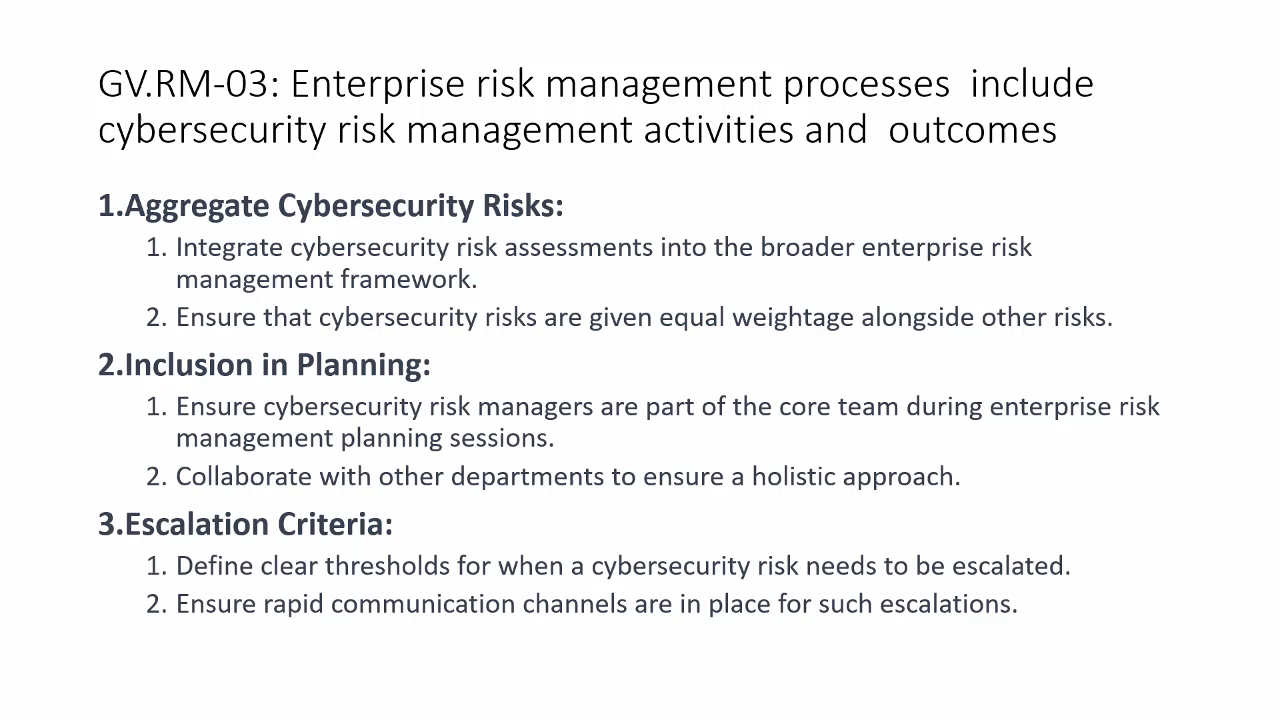 GV.RM-03: Enterprise risk management processes  include
cybersecurity risk management activities and  outcomes
1.Aggregate Cybersecurity Risks:
1. Integrate cybersecurity risk assessments into the broader enterprise risk
management framework.
2. Ensure that cybersecurity risks are given equal weightage alongside other risks.
2.Inclusion in Planning:
1. Ensure cybersecurity risk managers are part of the core team during enterprise risk
management planning sessions.
2. Collaborate with other departments to ensure a holistic approach.
3.Escalation Criteria:
1. Define clear thresholds for when a cybersecurity risk needs to be escalated.
2. Ensure rapid communication channels are in place for such escalations.